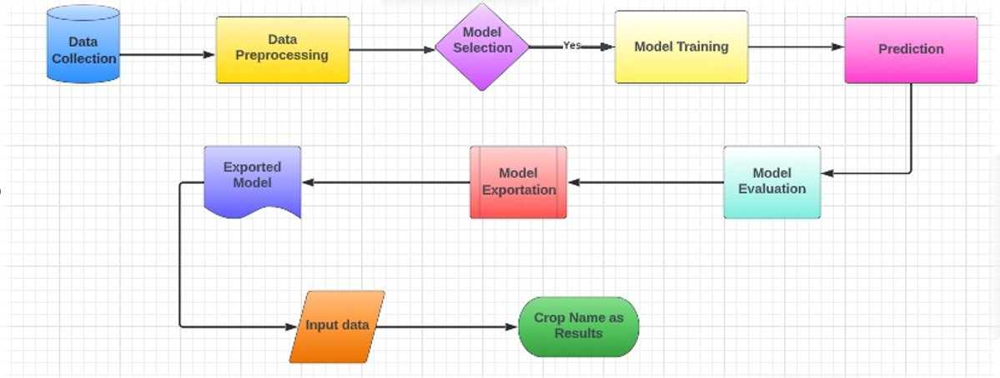 Data
Collection
Data
Preprocessing
Model
Selection
Yes
Model Training
Prediction
Exported
Model
Model
Exportation
Model
Evaluation
Input data
Crop Name as
Results